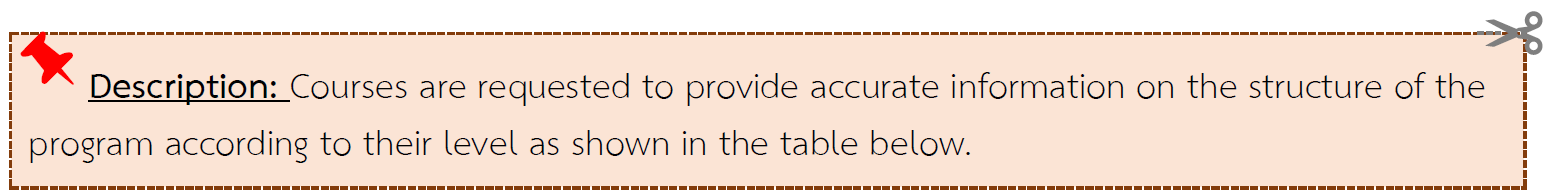 Description: Courses are requested to provide accurate information on the structure of the
program according to their level as shown in the table below.